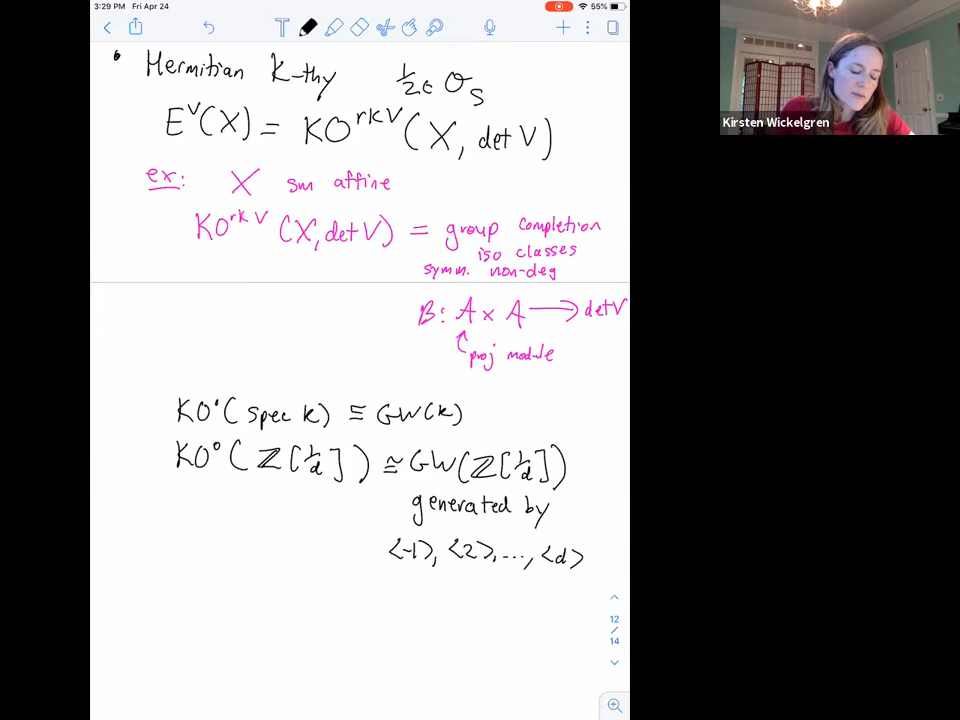 3:29 PM Fri Apr 24
55%
Hermitian K-thy 1/2 ∈ O_S
E^V(X) = KO^{rk V}(X, det V)
ex: X sm affine
KO^{rk V}(X, det V) = group completion
iso classes
symm. non-deg
B: A × A → det V
proj module
KO°(spec k) ≅ GW(k)
KO°(ℤ[1/d]) ≅ GW(ℤ[1/d])
generated by
<-1>, <2>, ..., <d>
12
/
14
Kirsten Wickelgren